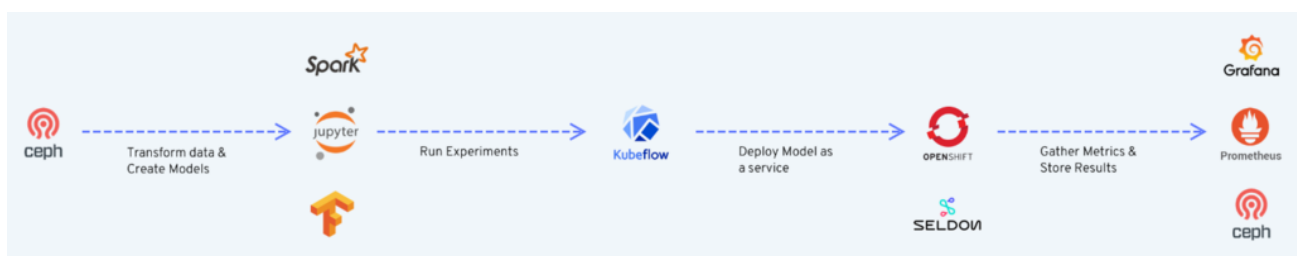 ceph
Transform data &
Create Models
Spark
jupyter
Run Experiments
Kubeflow
Deploy Model as
a service
OPENSHIFT
SELDON
Gather Metrics &
Store Results
Grafana
Prometheus
ceph